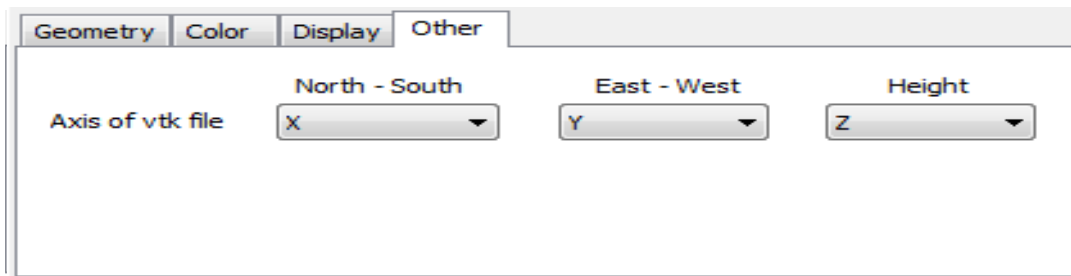 Geometry Color Display Other
North - South East - West Height
Axis of vtk file X Y Z